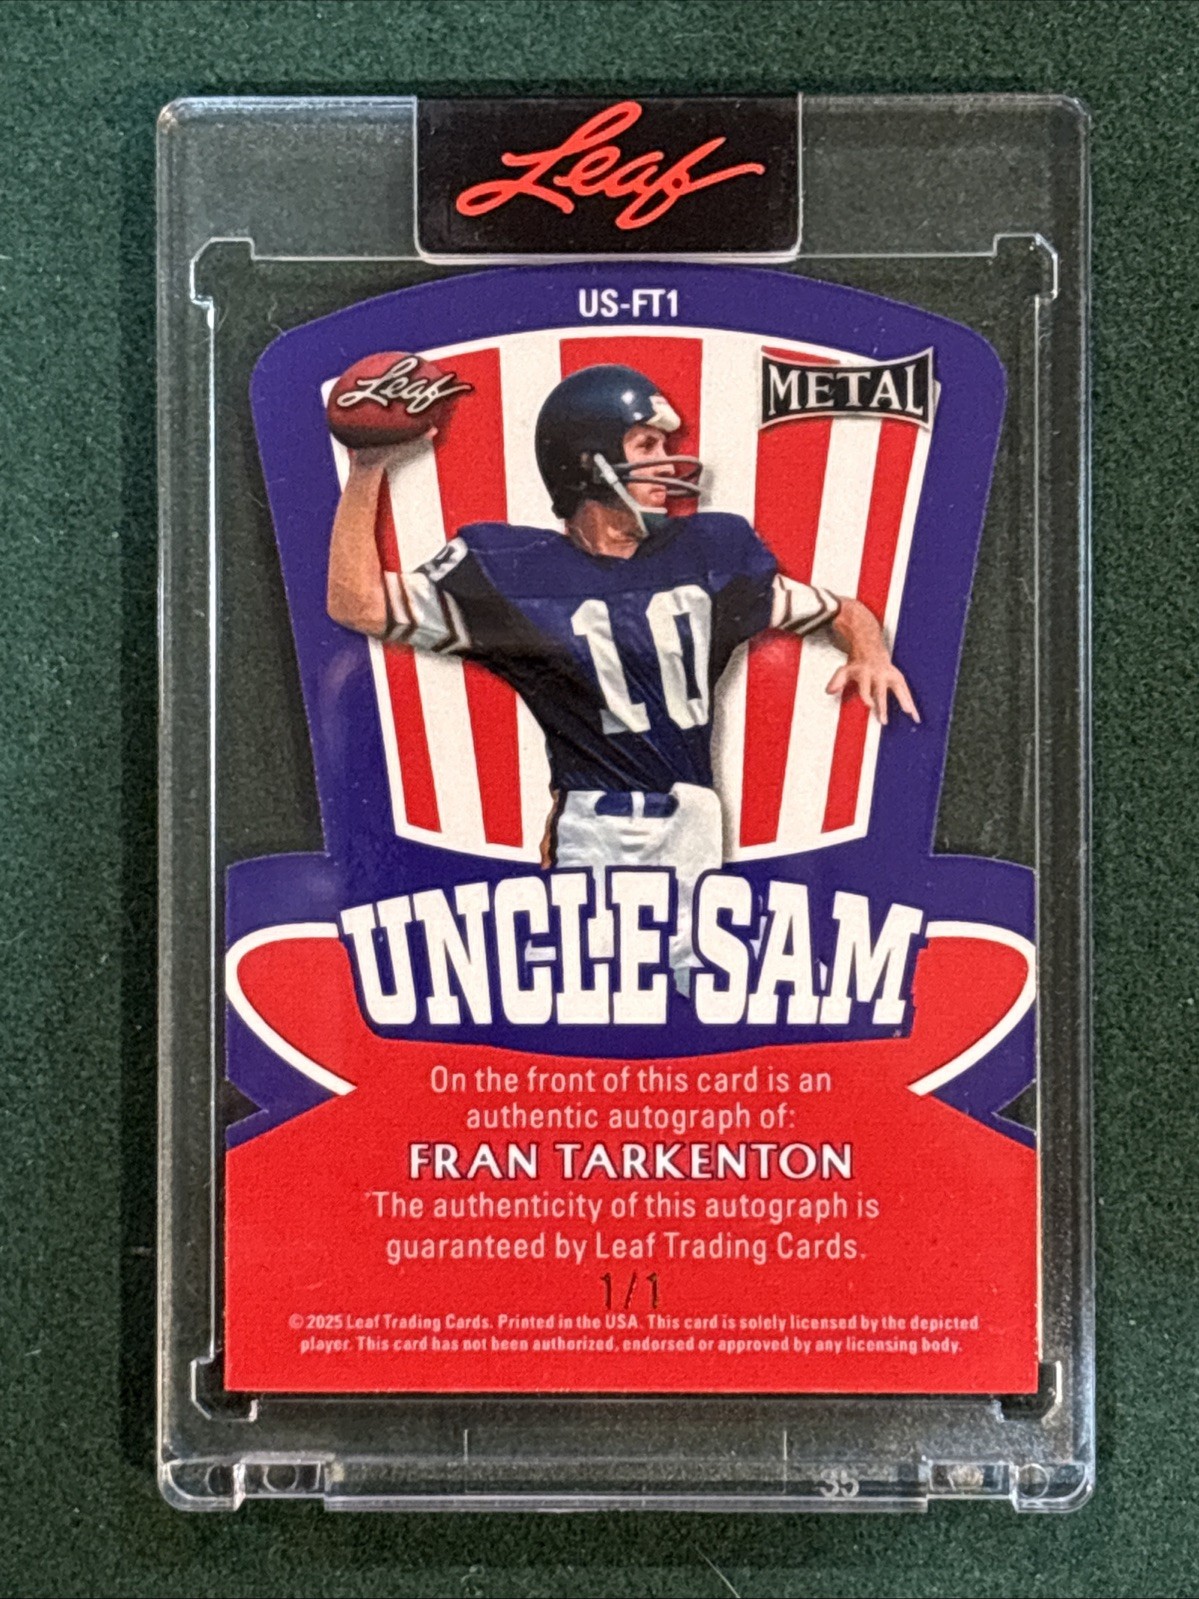 Leaf
US-FT1
Leaf
METAL
10
UNCLE SAM
On the front of this card is an
authentic autograph of:
FRAN TARKENTON
The authenticity of this autograph is
guaranteed by Leaf Trading Cards.
1/1
© 2025 Leaf Trading Cards. Printed in the USA. This card is solely licensed by the depicted
player. This card has not been authorized, endorsed or approved by any licensing body.
35